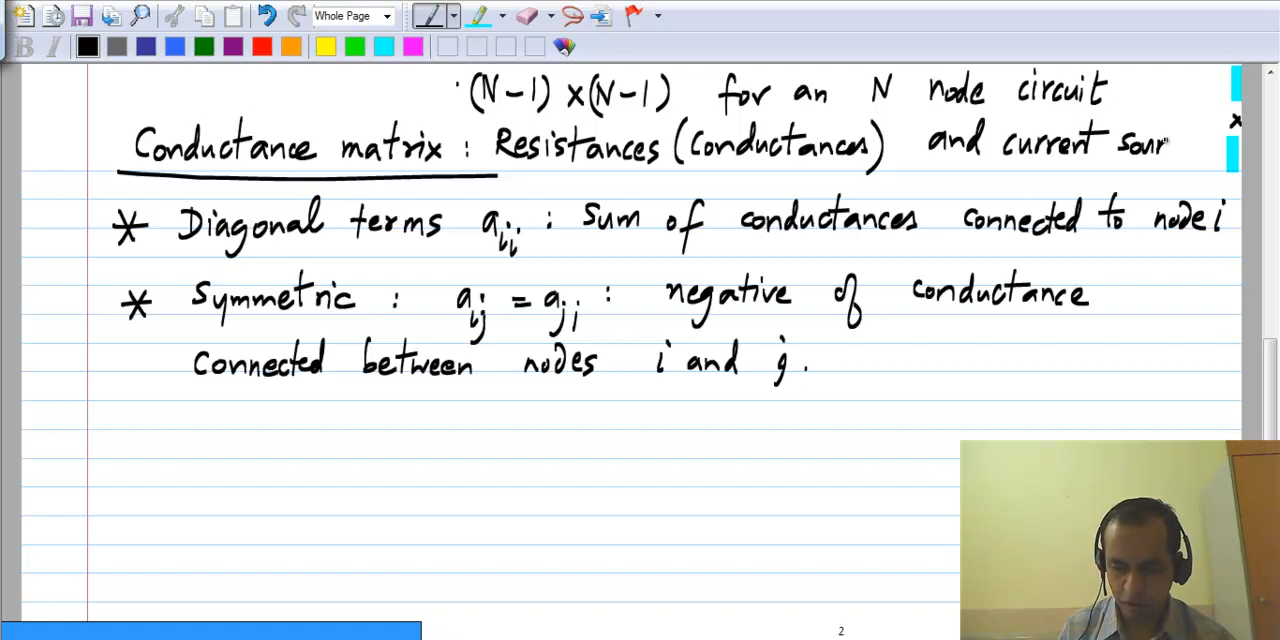 Whole Page
B I
(N-1) x (N-1) for an N node circuit
Conductance matrix : Resistances (Conductances) and current sour
* Diagonal terms aii : Sum of conductances connected to node i
* Symmetric : aij = aji : negative of conductance
connected between nodes i and j.
2